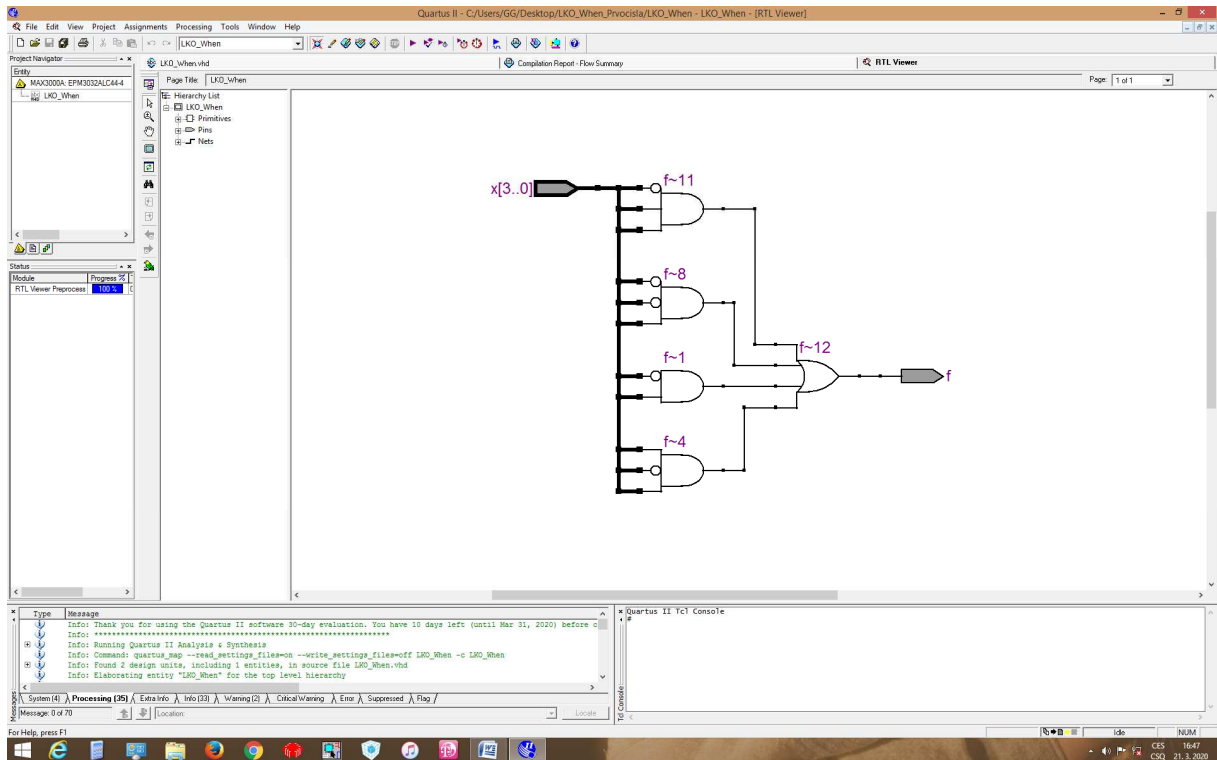 Quartus II - C:/Users/GG/Desktop/LKO_When_Prvocisla/LKO_When - LKO_When - [RTL Viewer]
File Edit View Project Assignments Processing Tools Window Help
LKO_When
Project Navigator
Entity
MAX3000A: EPM3032ALC44-4
LKO_When
LKO_When.vhd
Compilation Report - Flow Summary
RTL Viewer
Page Title: LKO_When
Page: 1 of 1
Hierarchy List
LKO_When
Primitives
Pins
Nets
x[3..0]
f~11
f~8
f~1
f~4
f~12
f
Status
Module Progress %
RTL Viewer Preprocess 100 %
Type Message
Info: Thank you for using the Quartus II software 30-day evaluation. You have 10 days left (until Mar 31, 2020) before c
Info: *******************************************************************
Info: Running Quartus II Analysis & Synthesis
Info: Command: quartus_map --read_settings_files=on --write_settings_files=off LKO_When -c LKO_When
Info: Found 2 design units, including 1 entities, in source file LKO_When.vhd
Info: Elaborating entity "LKO_When" for the top level hierarchy
System (4) Processing (35) Extra Info Info (33) Warning (2) Critical Warning Error Suppressed Flag
Message: 0 of 70
Location:
Locate
Messages
Quartus II Tcl Console
#
Tcl Console
For Help, press F1
Idle
NUM
CES 16:47
CSQ 21. 3. 2020